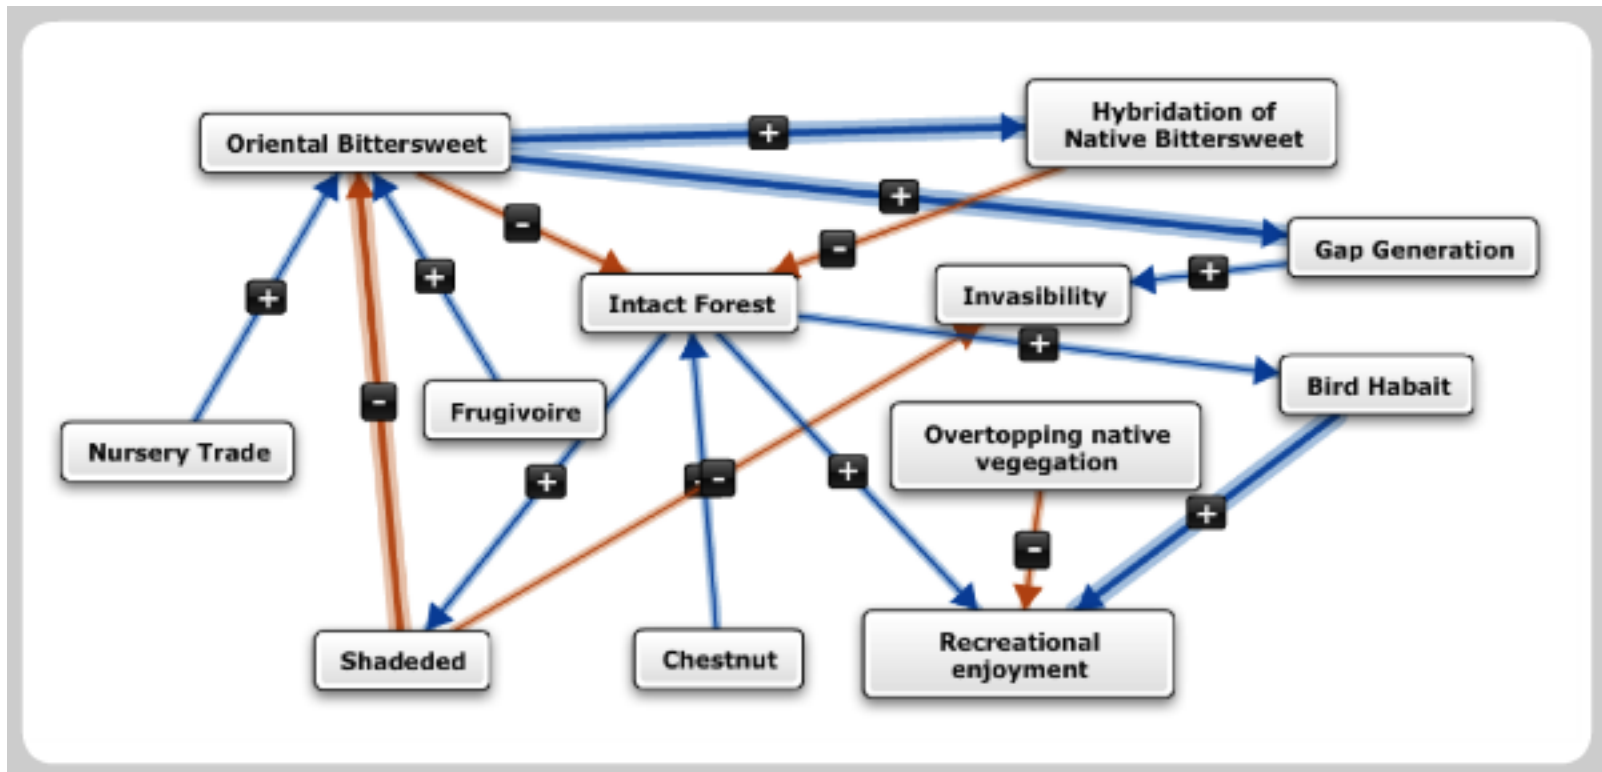 Hybridation of
Native Bittersweet
Oriental Bittersweet
+
+
-
-
Gap Generation
+
Invasibility
+
+
Intact Forest
+
Bird Habait
-
Frugivoire
Overtopping native
vegegation
Nursery Trade
+
-
+
+
-
Shadeded
Chestnut
Recreational
enjoyment